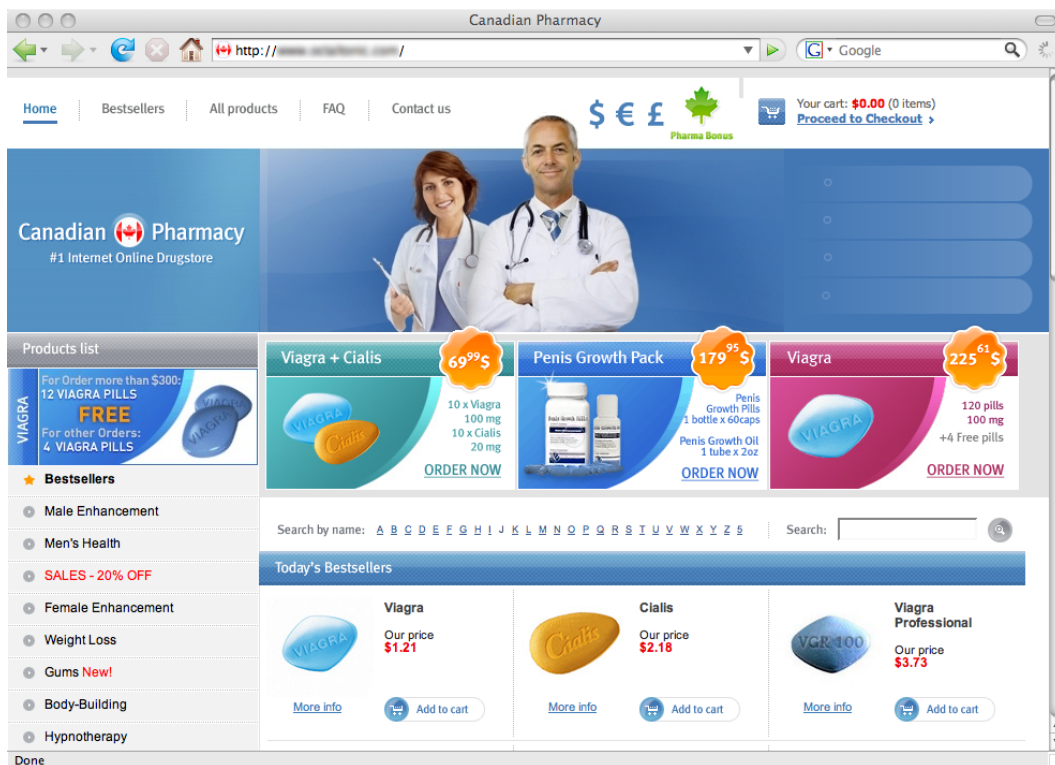 Canadian Pharmacy
http:// /
Google
Home
Bestsellers
All products
FAQ
Contact us
$ € £
Pharma Bonus
Your cart: $0.00 (0 items)
Proceed to Checkout ›
Canadian Pharmacy
#1 Internet Online Drugstore
Products list
VIAGRA
For Order more than $300:
12 VIAGRA PILLS
FREE
For other Orders:
4 VIAGRA PILLS
VIAGRA
VIAGRA
Bestsellers
Male Enhancement
Men's Health
SALES - 20% OFF
Female Enhancement
Weight Loss
Gums New!
Body-Building
Hypnotherapy
Viagra + Cialis
69.99$
VIAGRA
Cialis
10 x Viagra
100 mg
10 x Cialis
20 mg
ORDER NOW
Penis Growth Pack
179.95$
Penis
Growth Pills
1 bottle x 60caps
Penis Growth Oil
1 tube x 2oz
ORDER NOW
Viagra
225.61$
VIAGRA
120 pills
100 mg
+4 Free pills
ORDER NOW
Search by name: A B C D E F G H I J K L M N O P Q R S T U V W X Y Z 5
Search:
Today's Bestsellers
VIAGRA
Viagra
Our price
$1.21
More info
Add to cart
Cialis
Cialis
Our price
$2.18
More info
Add to cart
VGR 100
Viagra
Professional
Our price
$3.73
More info
Add to cart
Done